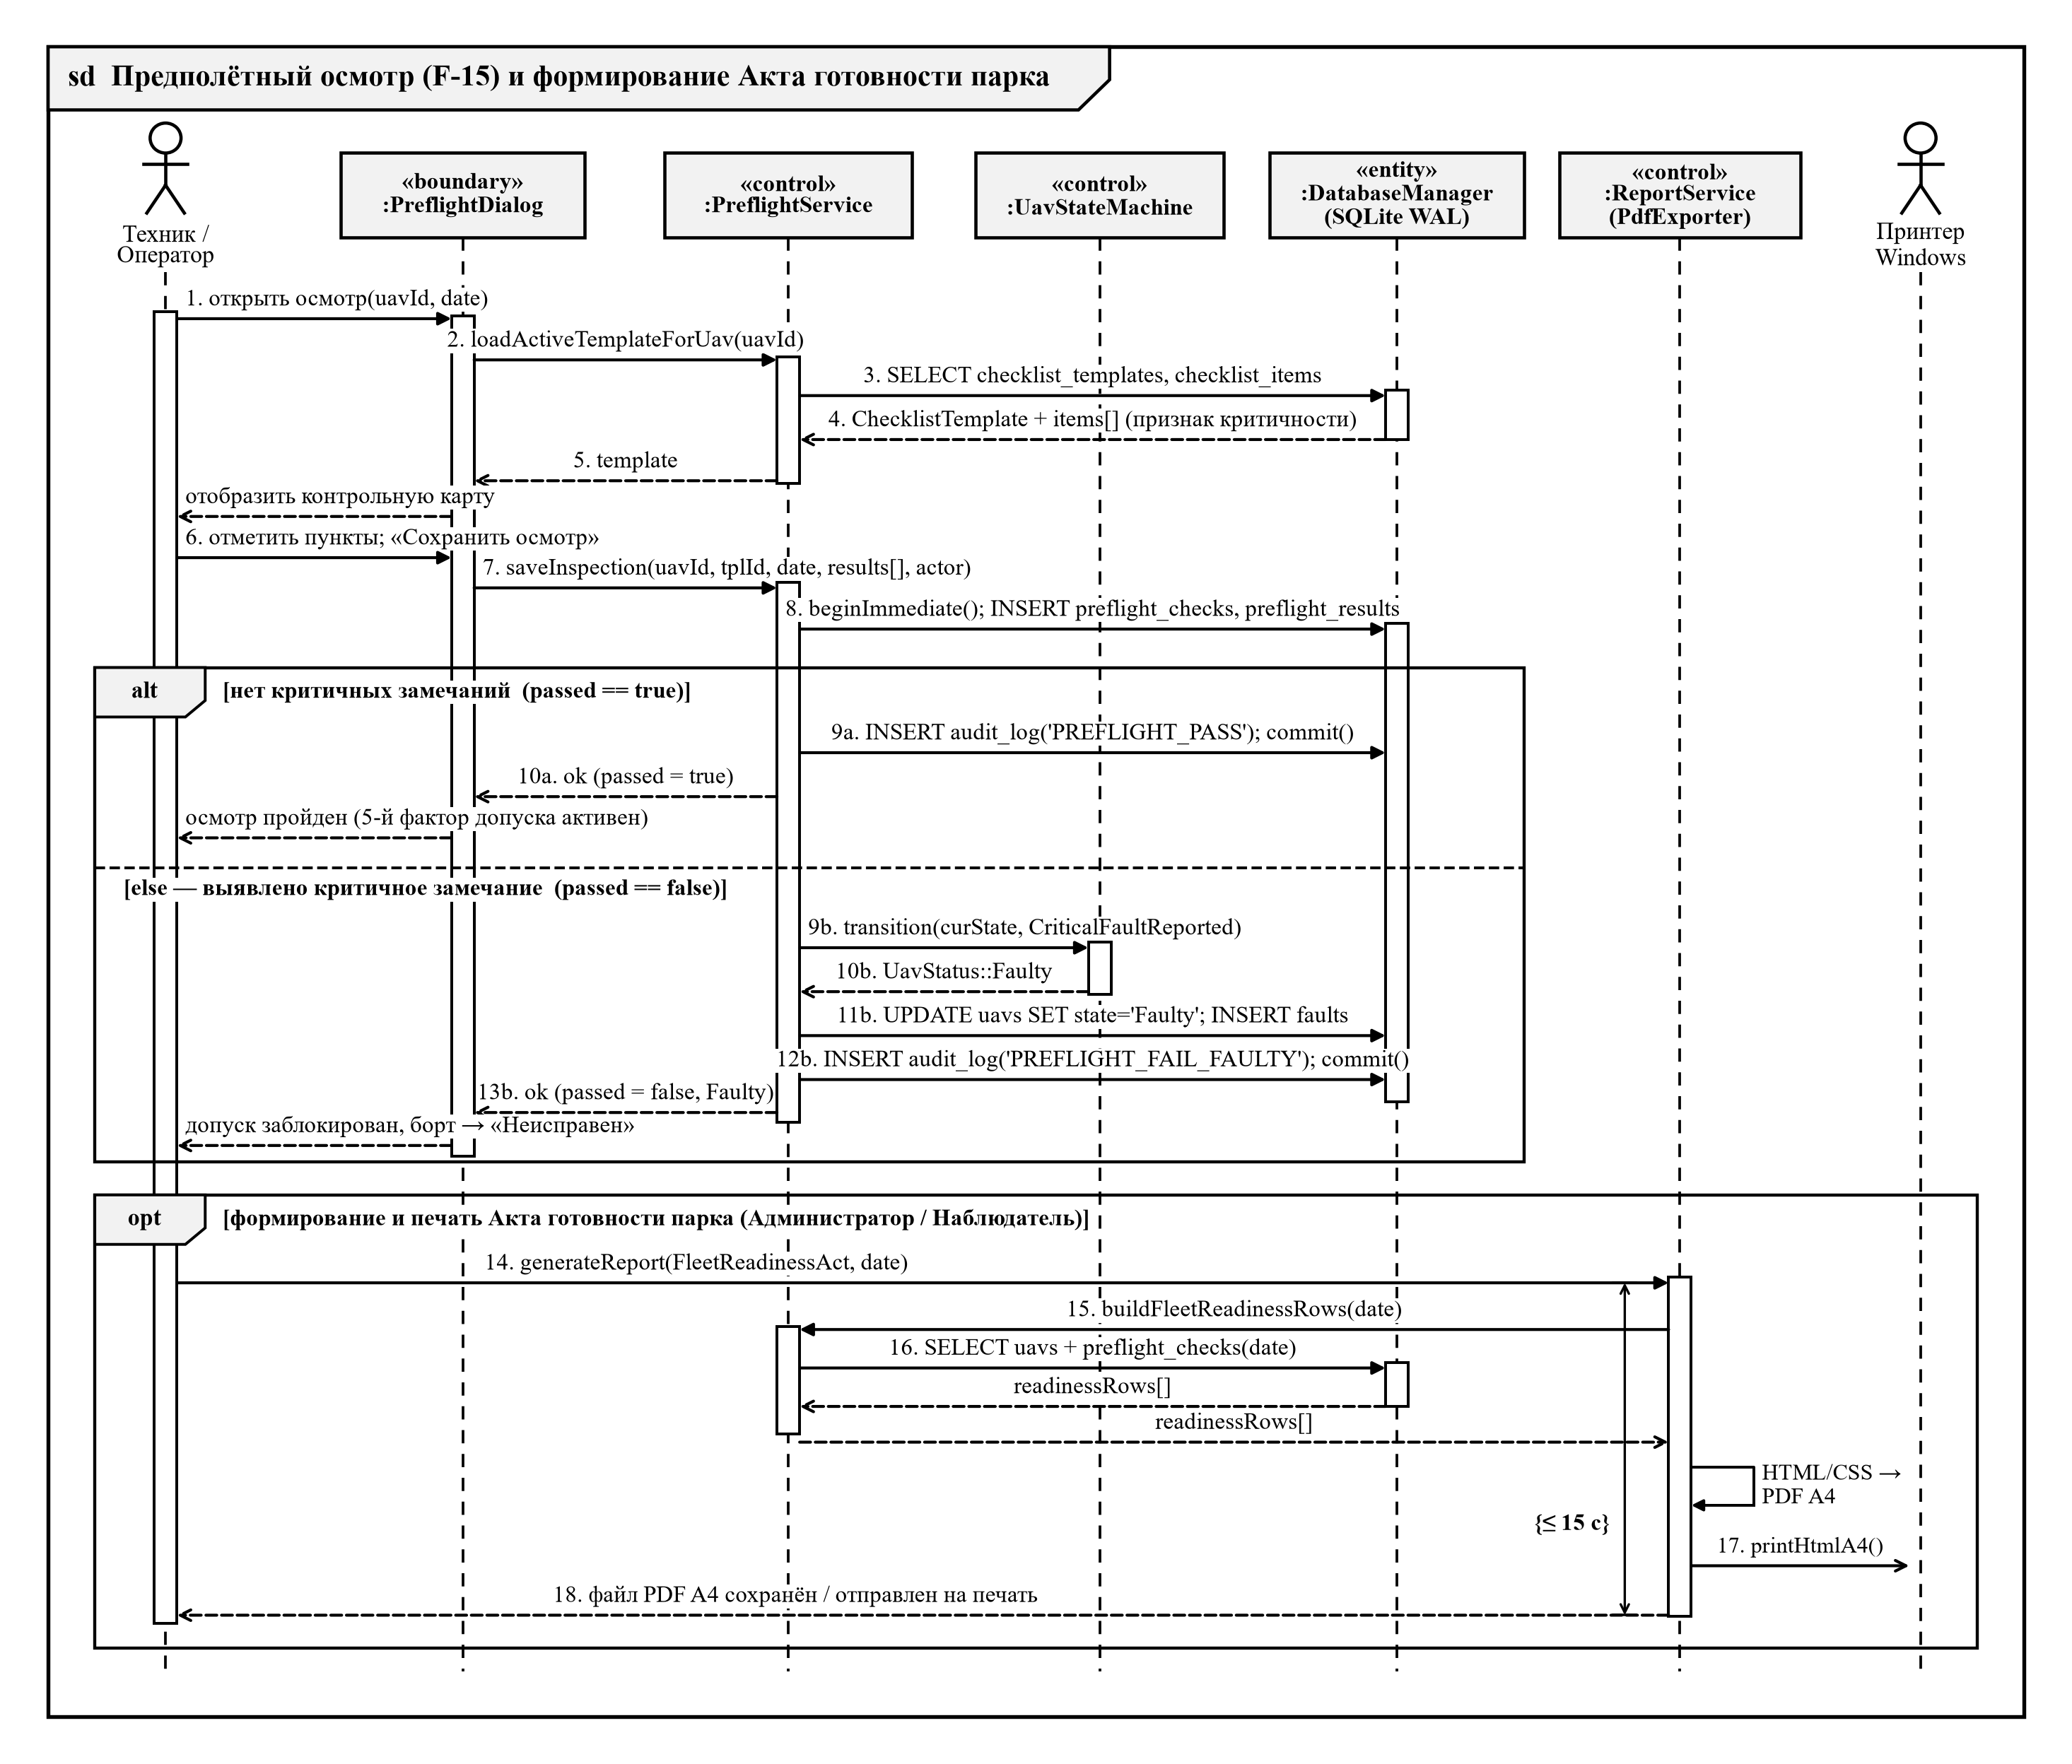 sd Предполётный осмотр (F-15) и формирование Акта готовности парка
Техник /
Оператор
«boundary»
:PreflightDialog
«control»
:PreflightService
«control»
:UavStateMachine
«entity»
:DatabaseManager
(SQLite WAL)
«control»
:ReportService
(PdfExporter)
Принтер
Windows
1. открыть осмотр(uavId, date)
2. loadActiveTemplateForUav(uavId)
3. SELECT checklist_templates, checklist_items
4. ChecklistTemplate + items[] (признак критичности)
5. template
отобразить контрольную карту
6. отметить пункты; «Сохранить осмотр»
7. saveInspection(uavId, tplId, date, results[], actor)
8. beginImmediate(); INSERT preflight_checks, preflight_results
alt
[нет критичных замечаний (passed == true)]
9a. INSERT audit_log('PREFLIGHT_PASS'); commit()
10a. ok (passed = true)
осмотр пройден (5-й фактор допуска активен)
[else — выявлено критичное замечание (passed == false)]
9b. transition(curState, CriticalFaultReported)
10b. UavStatus::Faulty
11b. UPDATE uavs SET state='Faulty'; INSERT faults
12b. INSERT audit_log('PREFLIGHT_FAIL_FAULTY'); commit()
13b. ok (passed = false, Faulty)
допуск заблокирован, борт → «Неисправен»
opt
[формирование и печать Акта готовности парка (Администратор / Наблюдатель)]
14. generateReport(FleetReadinessAct, date)
15. buildFleetReadinessRows(date)
16. SELECT uavs + preflight_checks(date)
readinessRows[]
readinessRows[]
HTML/CSS →
PDF A4
{≤ 15 с}
17. printHtmlA4()
18. файл PDF A4 сохранён / отправлен на печать